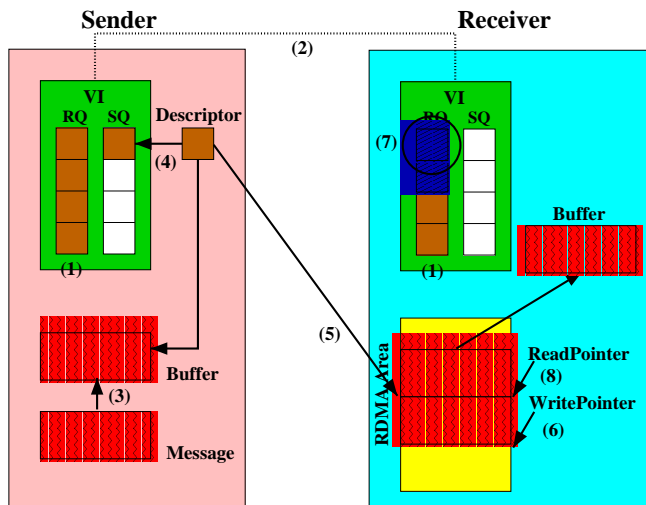 Sender
Receiver
(2)
VI
RQ SQ
Descriptor
(4)
(1)
VI
RQ SQ
(7)
(1)
Buffer
(5)
Buffer
(3)
Message
RDMA Area
ReadPointer
(8)
WritePointer
(6)